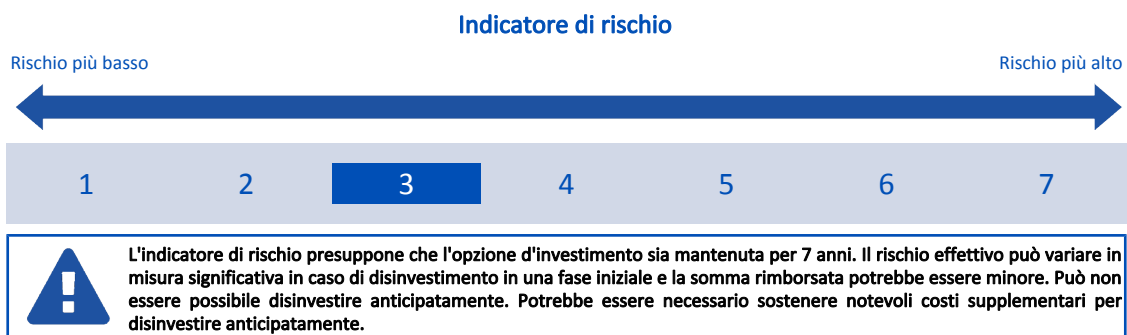 Indicatore di rischio
Rischio più basso
Rischio più alto
1 2 3 4 5 6 7
L'indicatore di rischio presuppone che l'opzione d'investimento sia mantenuta per 7 anni. Il rischio effettivo può variare in
misura significativa in caso di disinvestimento in una fase iniziale e la somma rimborsata potrebbe essere minore. Può non
essere possibile disinvestire anticipatamente. Potrebbe essere necessario sostenere notevoli costi supplementari per
disinvestire anticipatamente.